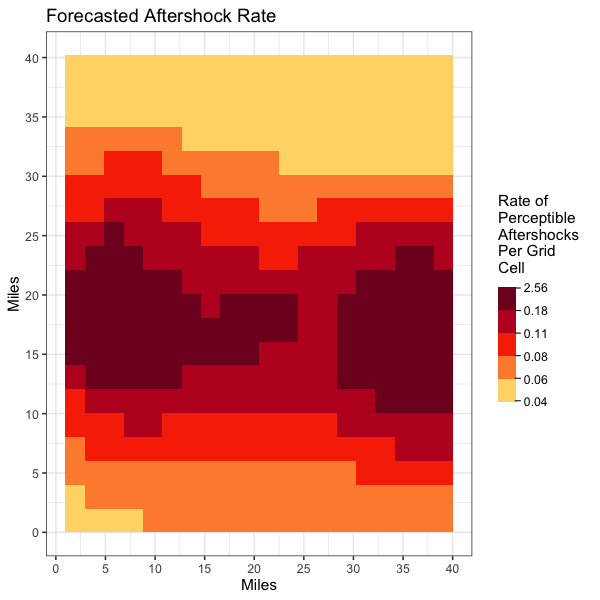 Forecasted Aftershock Rate
40
35
30
25
20
15
10
5
0
Miles
0 5 10 15 20 25 30 35 40
Miles
Rate of
Perceptible
Aftershocks
Per Grid
Cell
2.56
0.18
0.11
0.08
0.06
0.04